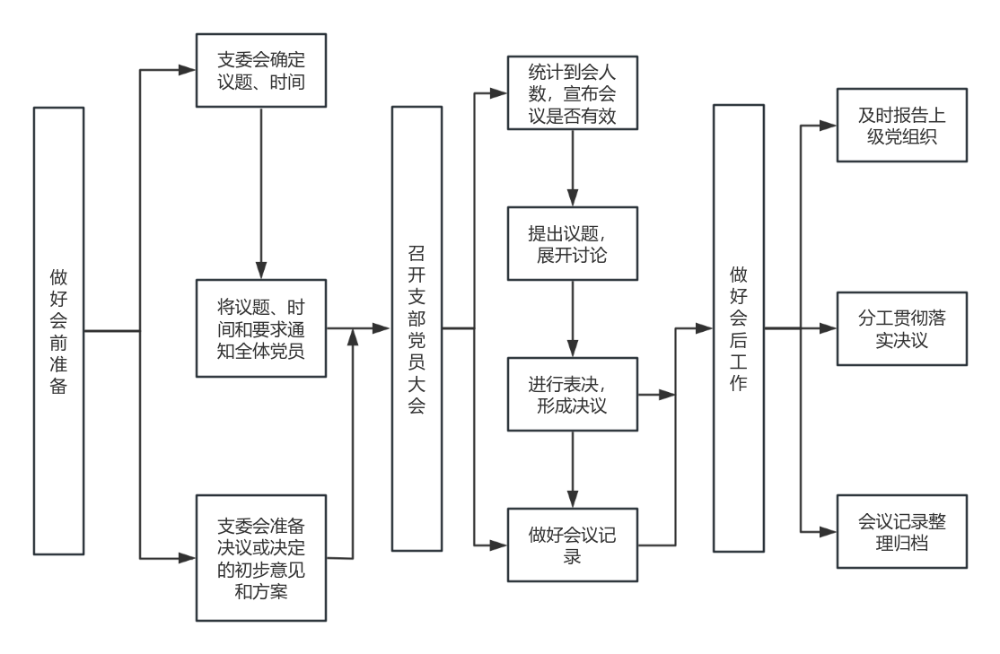 做好会前准备
支委会确定
议题、时间
将议题、时
间和要求通
知全体党员
支委会准备
决议或决定
的初步意见
和方案
召开支部党员大会
统计到会人
数，宣布会
议是否有效
提出议题，
展开讨论
进行表决，
形成决议
做好会议记
录
做好会后工作
及时报告上
级党组织
分工贯彻落
实决议
会议记录整
理归档